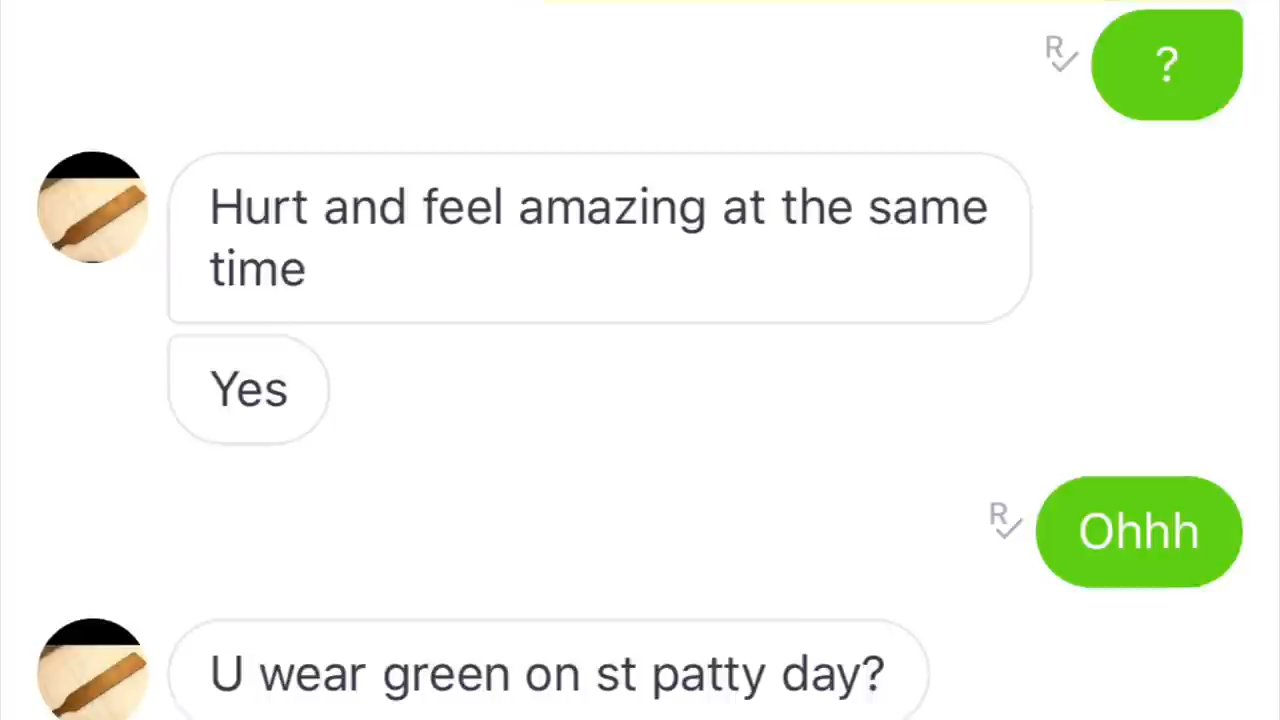 ?
Hurt and feel amazing at the same
time
Yes
R
Ohhh
U wear green on st patty day?